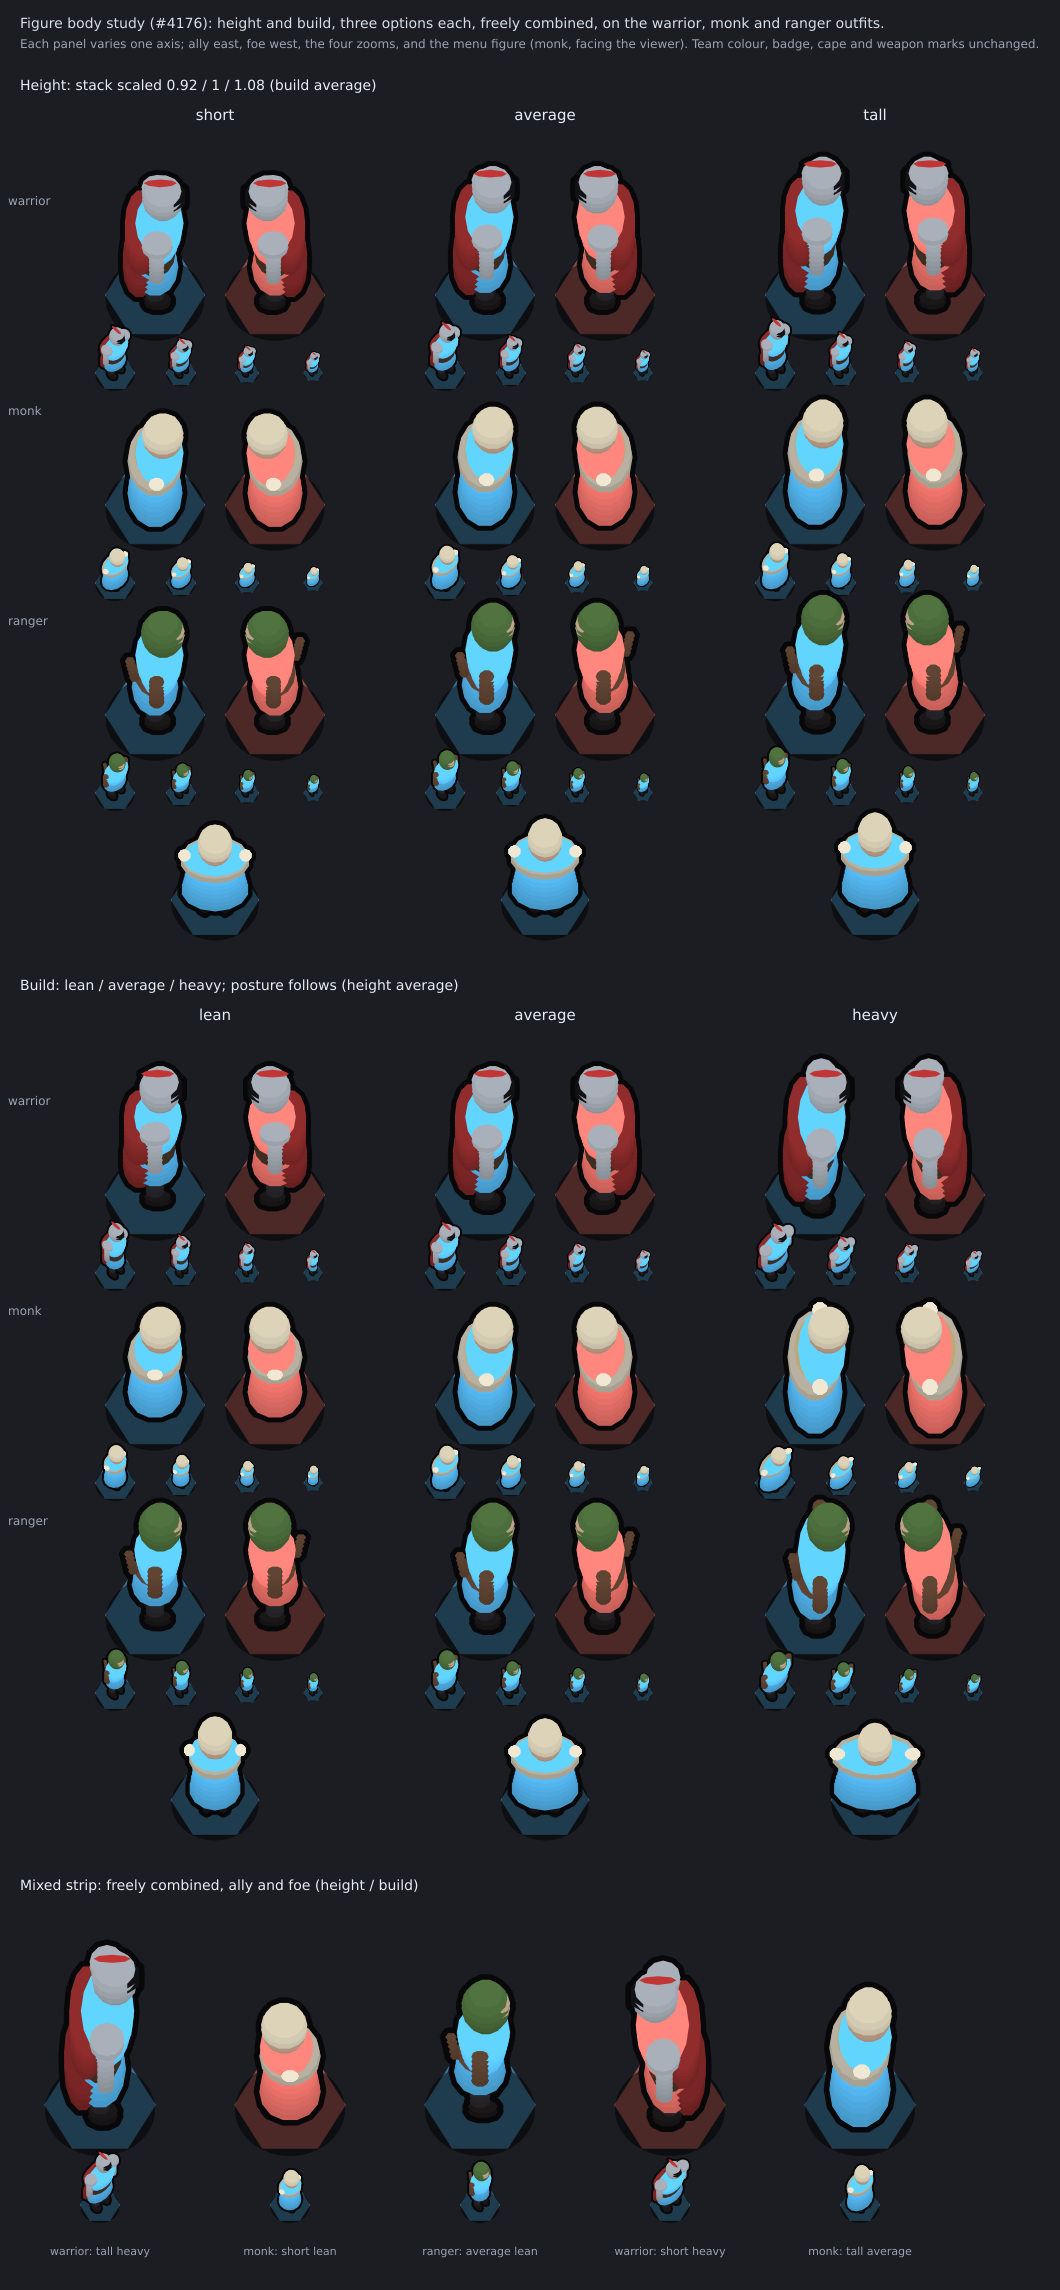 Figure body study (#4176): height and build, three options each, freely combined, on the warrior, monk and ranger outfits.
Each panel varies one axis; ally east, foe west, the four zooms, and the menu figure (monk, facing the viewer). Team colour, badge, cape and weapon marks unchanged.
Height: stack scaled 0.92 / 1 / 1.08 (build average)
short average tall
warrior
monk
ranger
Build: lean / average / heavy; posture follows (height average)
lean average heavy
warrior
monk
ranger
Mixed strip: freely combined, ally and foe (height / build)
warrior: tall heavy monk: short lean ranger: average lean warrior: short heavy monk: tall average